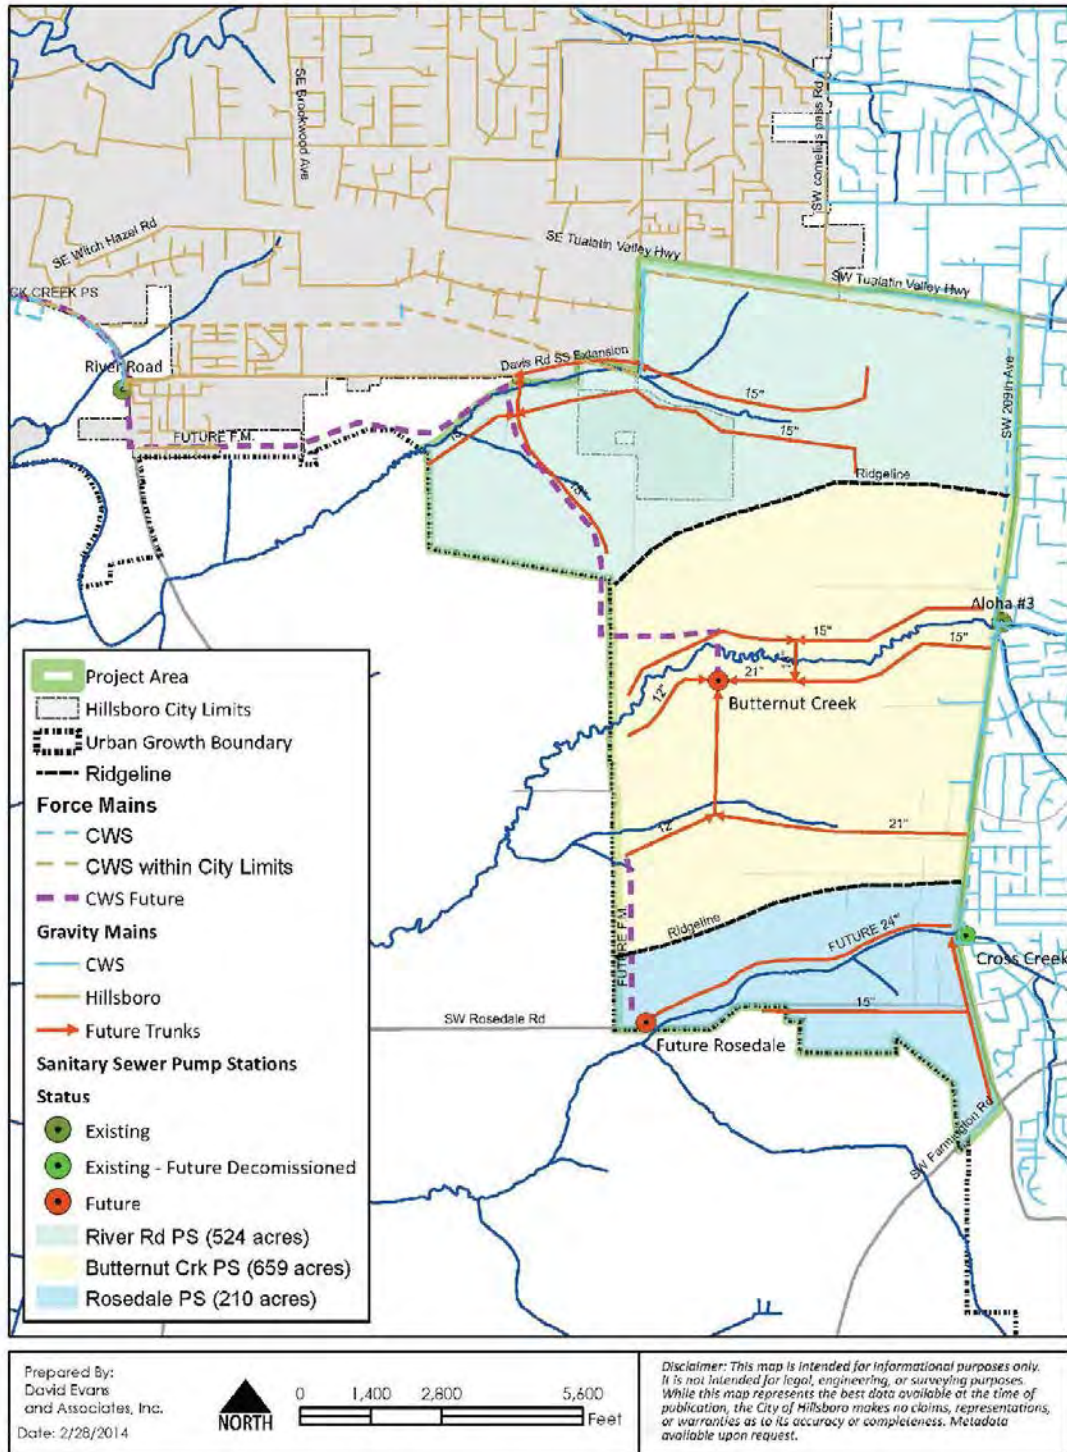 SE Brookwood Ave
SW cornelius pass Rd
SE Witch Hazel Rd
SE Tualatin Valley Hwy
SW Tualatin Valley Hwy
CK CREEK PS
River Road
Davis Rd SS Extension
SW 209th Ave
15"
15"
FUTURE F.M.
15"
18"
Ridgeline
Aloha #3
15"
15"
21"
12"
Butternut Creek
12"
21"
Ridgeline
FUTURE F.M.
FUTURE 24"
Cross Creek
15"
SW Rosedale Rd
Future Rosedale
SW Farmington Rd
Project Area
Hillsboro City Limits
Urban Growth Boundary
Ridgeline
Force Mains
CWS
CWS within City Limits
CWS Future
Gravity Mains
CWS
Hillsboro
Future Trunks
Sanitary Sewer Pump Stations
Status
Existing
Existing - Future Decomissioned
Future
River Rd PS (524 acres)
Butternut Crk PS (659 acres)
Rosedale PS (210 acres)
Prepared By:
David Evans
and Associates, Inc.
Date: 2/28/2014
NORTH
0 1,400 2,800 5,600
Feet
Disclaimer: This map is intended for informational purposes only.
It is not intended for legal, engineering, or surveying purposes.
While this map represents the best data available at the time of
publication, the City of Hillsboro makes no claims, representations,
or warranties as to its accuracy or completeness. Metadata
available upon request.